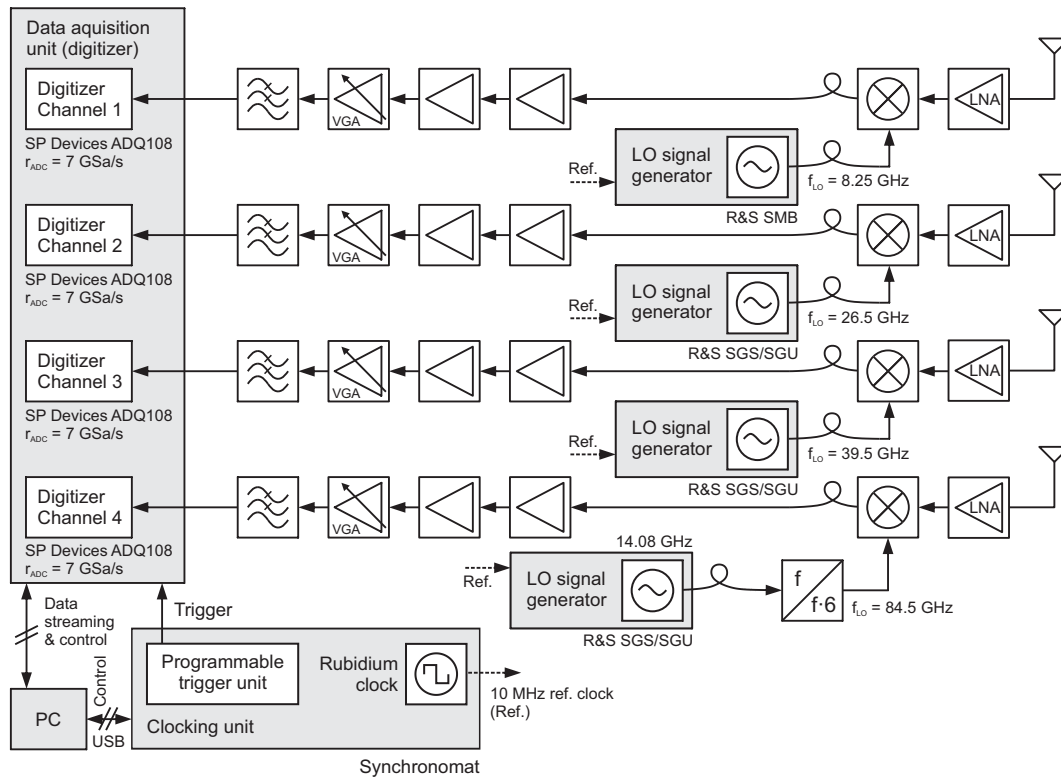 Data aquisition
unit (digitizer)
Digitizer
Channel 1
SP Devices ADQ108
rADC = 7 GSa/s
VGA
LNA
Ref.
LO signal
generator
R&S SMB
fLO = 8.25 GHz
Digitizer
Channel 2
SP Devices ADQ108
rADC = 7 GSa/s
VGA
LNA
Ref.
LO signal
generator
R&S SGS/SGU
fLO = 26.5 GHz
Digitizer
Channel 3
SP Devices ADQ108
rADC = 7 GSa/s
VGA
LNA
Ref.
LO signal
generator
R&S SGS/SGU
fLO = 39.5 GHz
Digitizer
Channel 4
SP Devices ADQ108
rADC = 7 GSa/s
VGA
LNA
Ref.
LO signal
generator
14.08 GHz
R&S SGS/SGU
f
f·6
fLO = 84.5 GHz
Data
streaming
& control
Trigger
Programmable
trigger unit
Rubidium
clock
10 MHz ref. clock
(Ref.)
Clocking unit
PC
Control
USB
Synchronomat